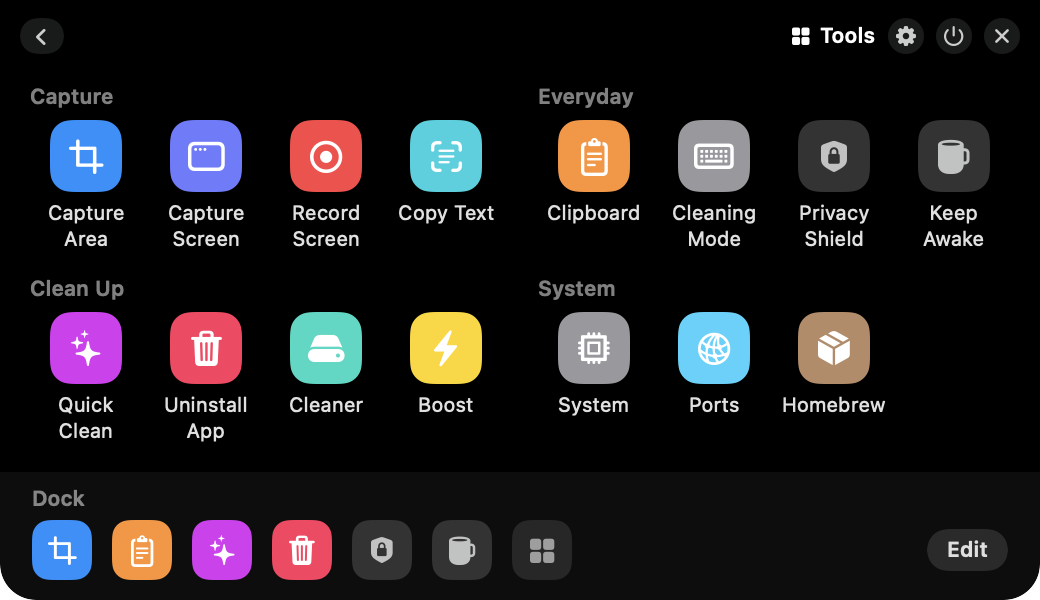 Tools
Capture
Everyday
Capture
Area
Capture
Screen
Record
Screen
Copy Text
Clipboard
Cleaning
Mode
Privacy
Shield
Keep
Awake
Clean Up
System
Quick
Clean
Uninstall
App
Cleaner
Boost
System
Ports
Homebrew
Dock
Edit